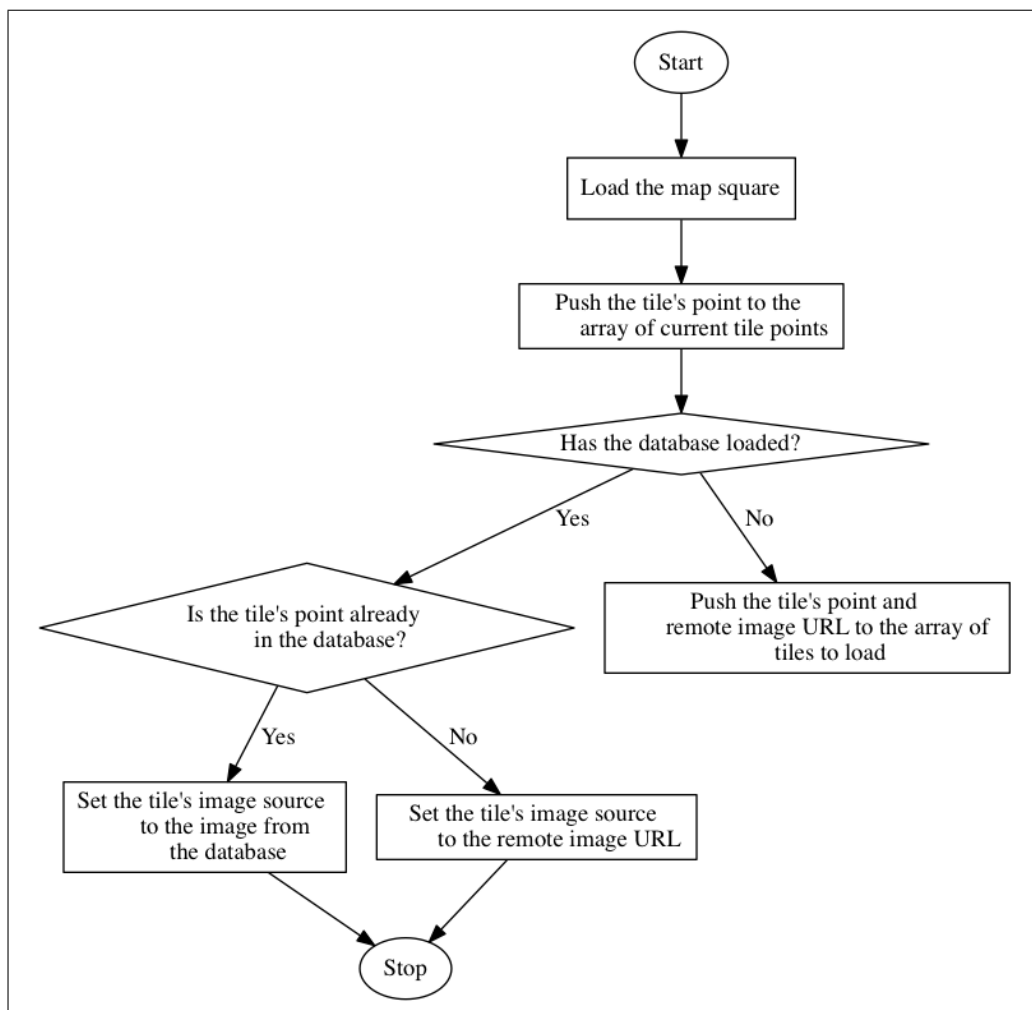 Start
Load the map square
Push the tile's point to the
array of current tile points
Has the database loaded?
Yes
No
Is the tile's point already
in the database?
Push the tile's point and
remote image URL to the array of
tiles to load
Yes
No
Set the tile's image source
to the image from
the database
Set the tile's image source
to the remote image URL
Stop